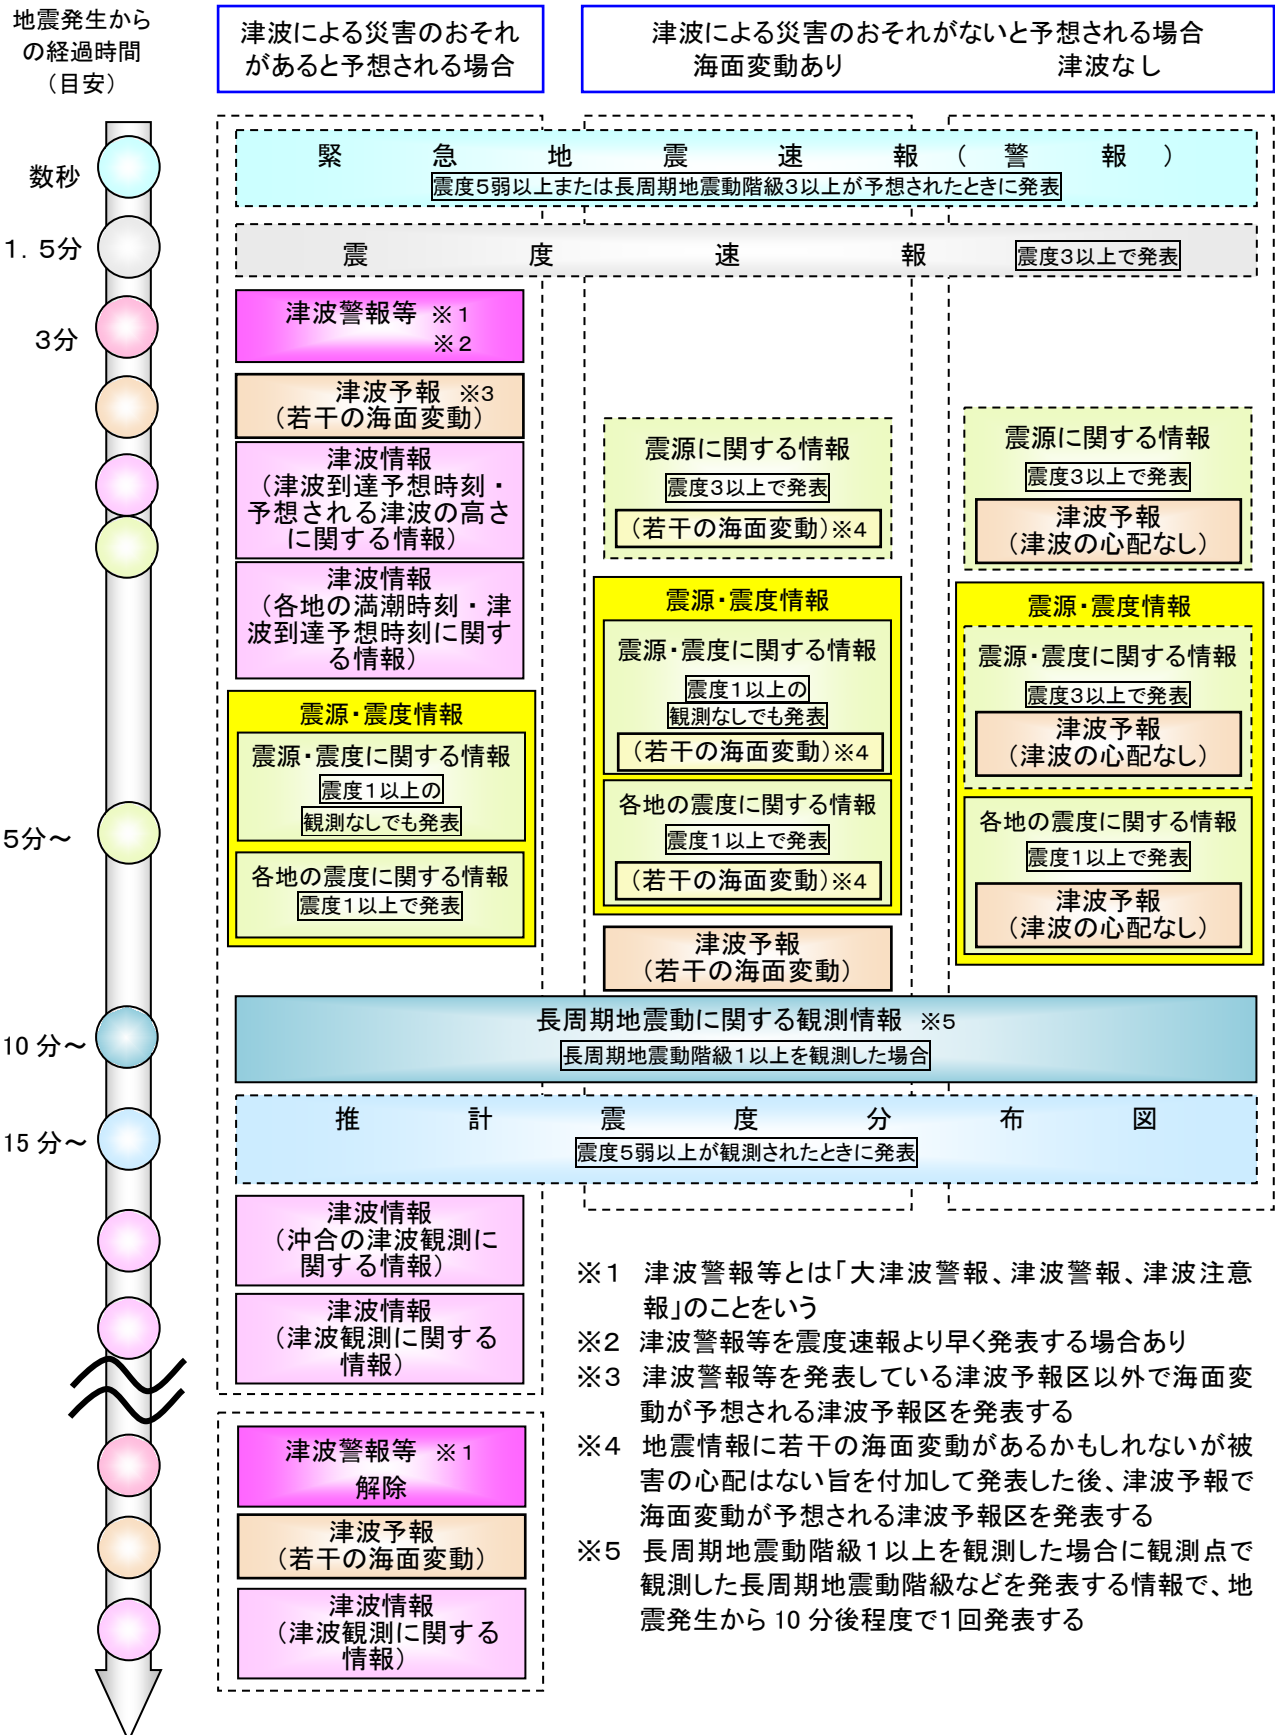 地震発生から
の経過時間
（目安）
津波による災害のおそれ
があると予想される場合
津波による災害のおそれがないと予想される場合
海面変動あり　　津波なし
数秒
緊急地震速報（警報）
震度５弱以上または長周期地震動階級３以上が予想されたときに発表
１．５分
震度速報　震度３以上で発表
３分
津波警報等 ※１
※２
津波予報 ※３
（若干の海面変動）
津波情報
（津波到達予想時刻・
予想される津波の高さ
に関する情報）
津波情報
（各地の満潮時刻・津
波到達予想時刻に関す
る情報）
震源・震度情報
震源・震度に関する情報
震度１以上の
観測なしでも発表
各地の震度に関する情報
震度１以上で発表
震源に関する情報
震度３以上で発表
（若干の海面変動）※４
震源・震度情報
震源・震度に関する情報
震度１以上の
観測なしでも発表
（若干の海面変動）※４
各地の震度に関する情報
震度１以上で発表
（若干の海面変動）※４
津波予報
（若干の海面変動）
震源に関する情報
震度３以上で発表
津波予報
（津波の心配なし）
震源・震度情報
震源・震度に関する情報
震度３以上で発表
津波予報
（津波の心配なし）
各地の震度に関する情報
震度１以上で発表
津波予報
（津波の心配なし）
５分～
10 分～
長周期地震動に関する観測情報 ※５
長周期地震動階級１以上を観測した場合
15 分～
推計震度分布図
震度５弱以上が観測されたときに発表
津波情報
（沖合の津波観測に
関する情報）
津波情報
（津波観測に関する
情報）
津波警報等 ※１
解除
津波予報
（若干の海面変動）
津波情報
（津波観測に関する
情報）
※１　津波警報等とは「大津波警報、津波警報、津波注意
報」のことをいう
※２　津波警報等を震度速報より早く発表する場合あり
※３　津波警報等を発表している津波予報区以外で海面変
動が予想される津波予報区を発表する
※４　地震情報に若干の海面変動があるかもしれないが被
害の心配はない旨を付加して発表した後、津波予報で
海面変動が予想される津波予報区を発表する
※５　長周期地震動階級１以上を観測した場合に観測点で
観測した長周期地震動階級などを発表する情報で、地
震発生から 10 分後程度で１回発表する